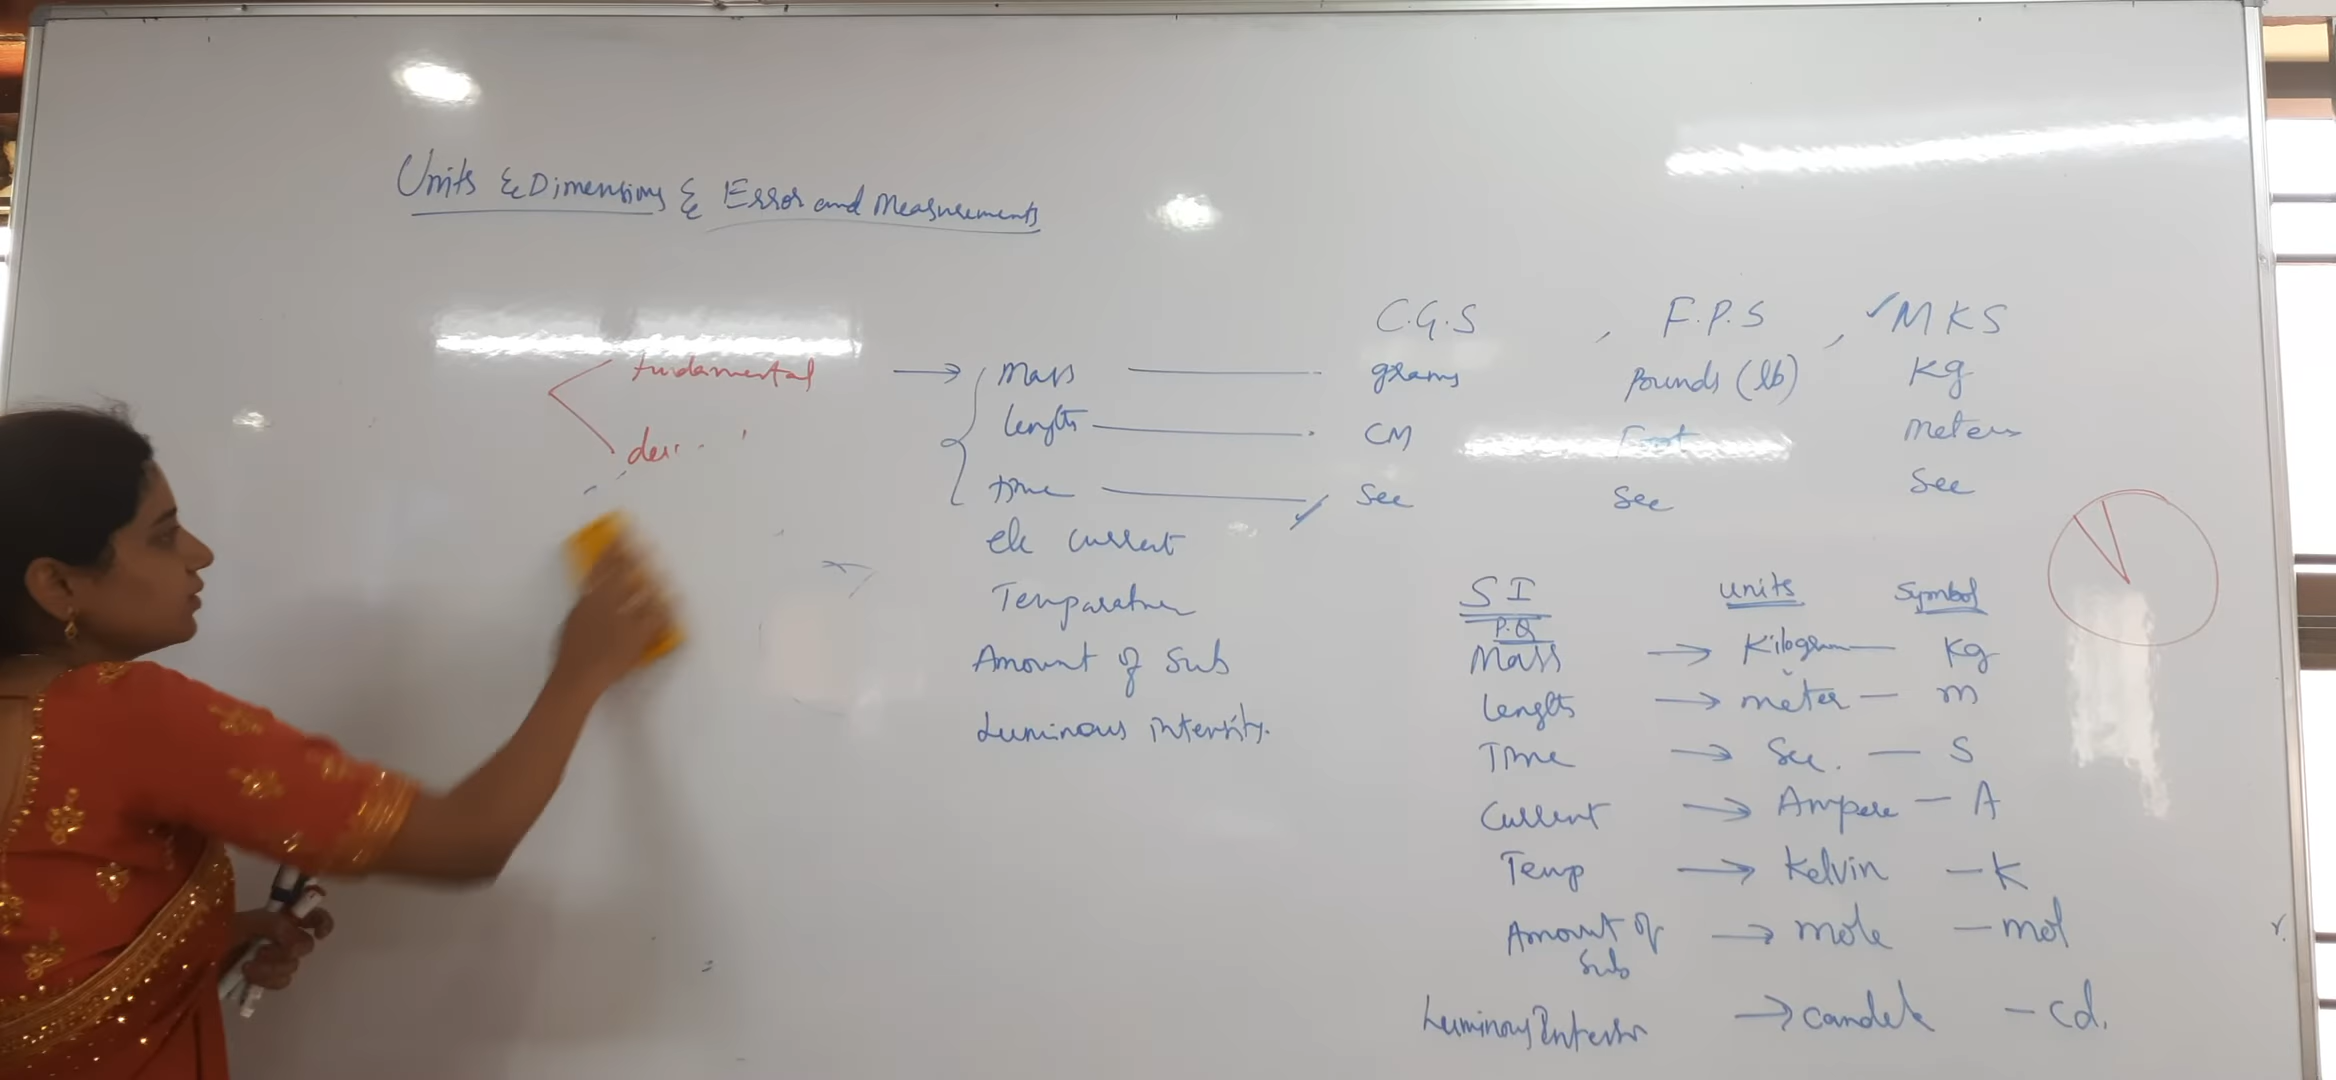 Units & Dimensions & Error and Measurements
C.G.S , F.P.S , ✓MKS
fundamental → mass grams Pounds (lb) Kg
length CM Foot meters
time sec sec sec
ele current
Temparature
Amount of Sub
Luminous intensity.
SI units Symbol
P.Q
Mass → Kilogram — Kg
length → meter — m
Time → Sec. — S
Current → Ampere — A
Temp → Kelvin — K
Amount of → mole — mol
Sub
Luminous → candela — cd.